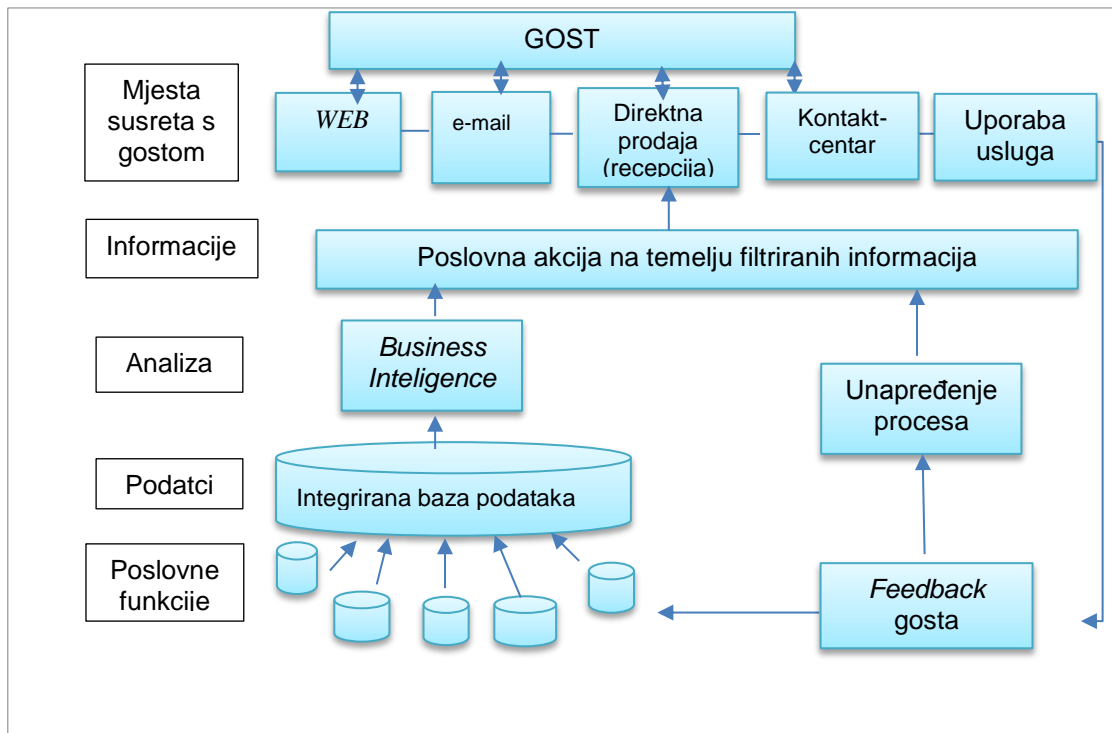 GOST
Mjesta
susreta s
gostom
WEB
e-mail
Direktna
prodaja
(recepcija)
Kontakt-
centar
Uporaba
usluga
Informacije
Poslovna akcija na temelju filtriranih informacija
Analiza
Business
Inteligence
Unapređenje
procesa
Podatci
Integrirana baza podataka
Poslovne
funkcije
Feedback
gosta